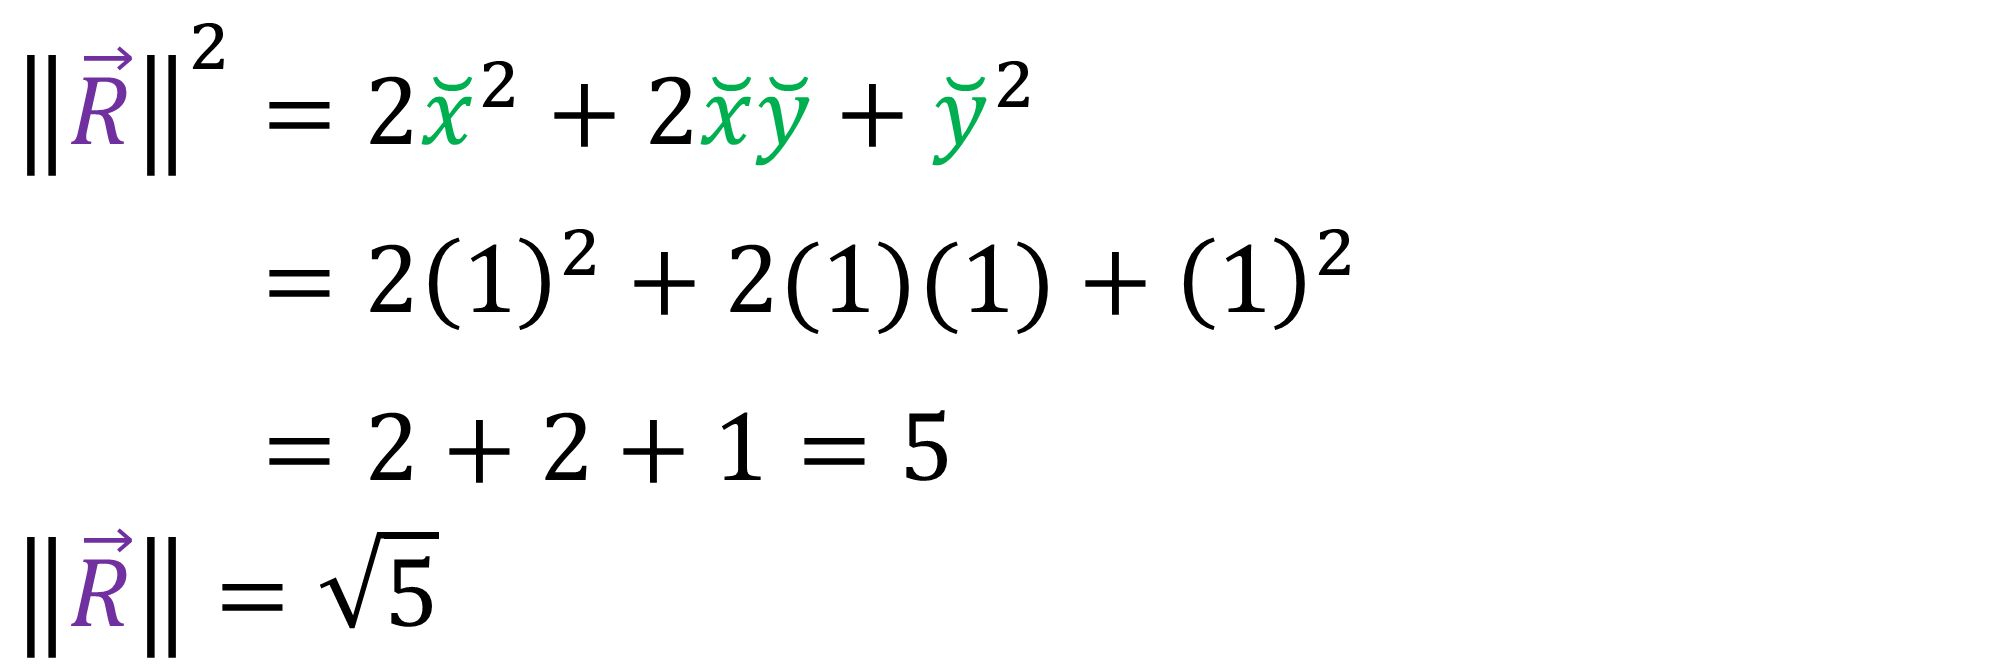 ‖R⃗‖² = 2x̆² + 2x̆y̆ + y̆²
= 2(1)² + 2(1)(1) + (1)²
= 2 + 2 + 1 = 5
‖R⃗‖ = √5